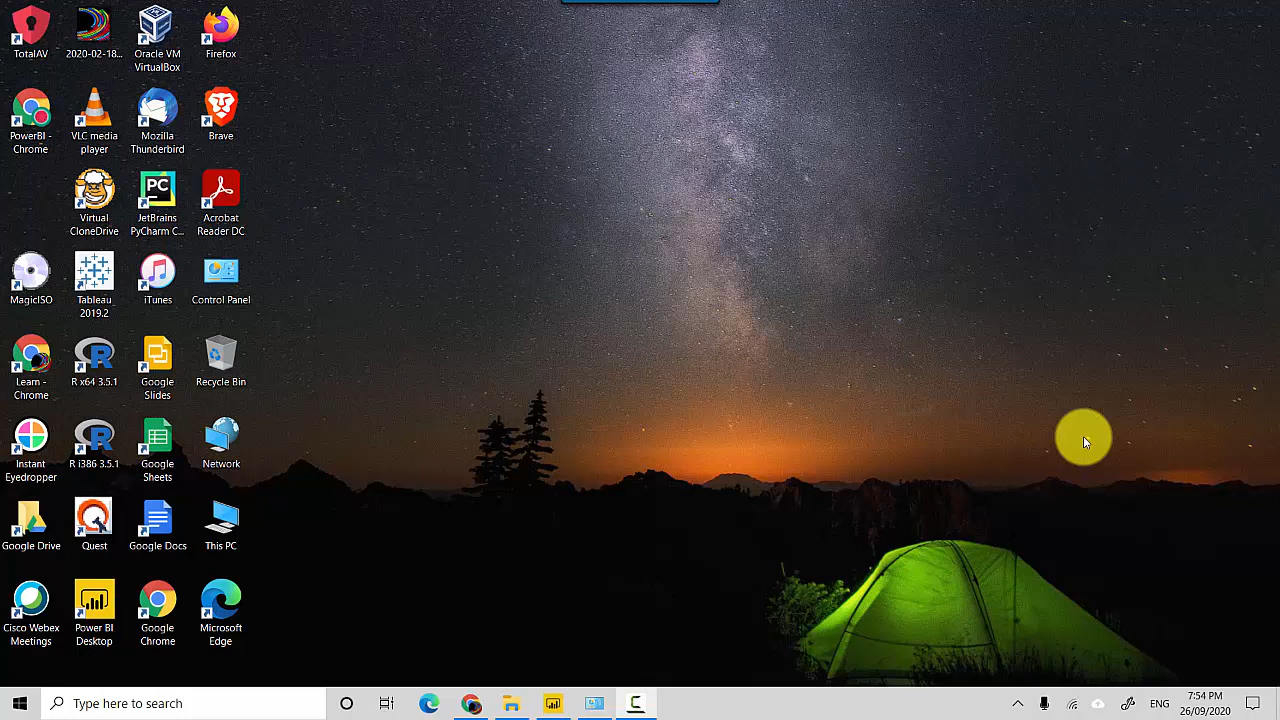 TotalAV
2020-02-18...
Oracle VM
VirtualBox
Firefox
PowerBI -
Chrome
VLC media
player
Mozilla
Thunderbird
Brave
Virtual
CloneDrive
PC
JetBrains
PyCharm C...
Acrobat
Reader DC
MagicISO
Tableau
2019.2
iTunes
Control Panel
Learn -
Chrome
R x64 3.5.1
Google
Slides
Recycle Bin
Instant
Eyedropper
R i386 3.5.1
Google
Sheets
Network
Google Drive
Quest
Google Docs
This PC
Cisco Webex
Meetings
Power BI
Desktop
Google
Chrome
Microsoft
Edge
Type here to search
ENG
7:54 PM
26/09/2020